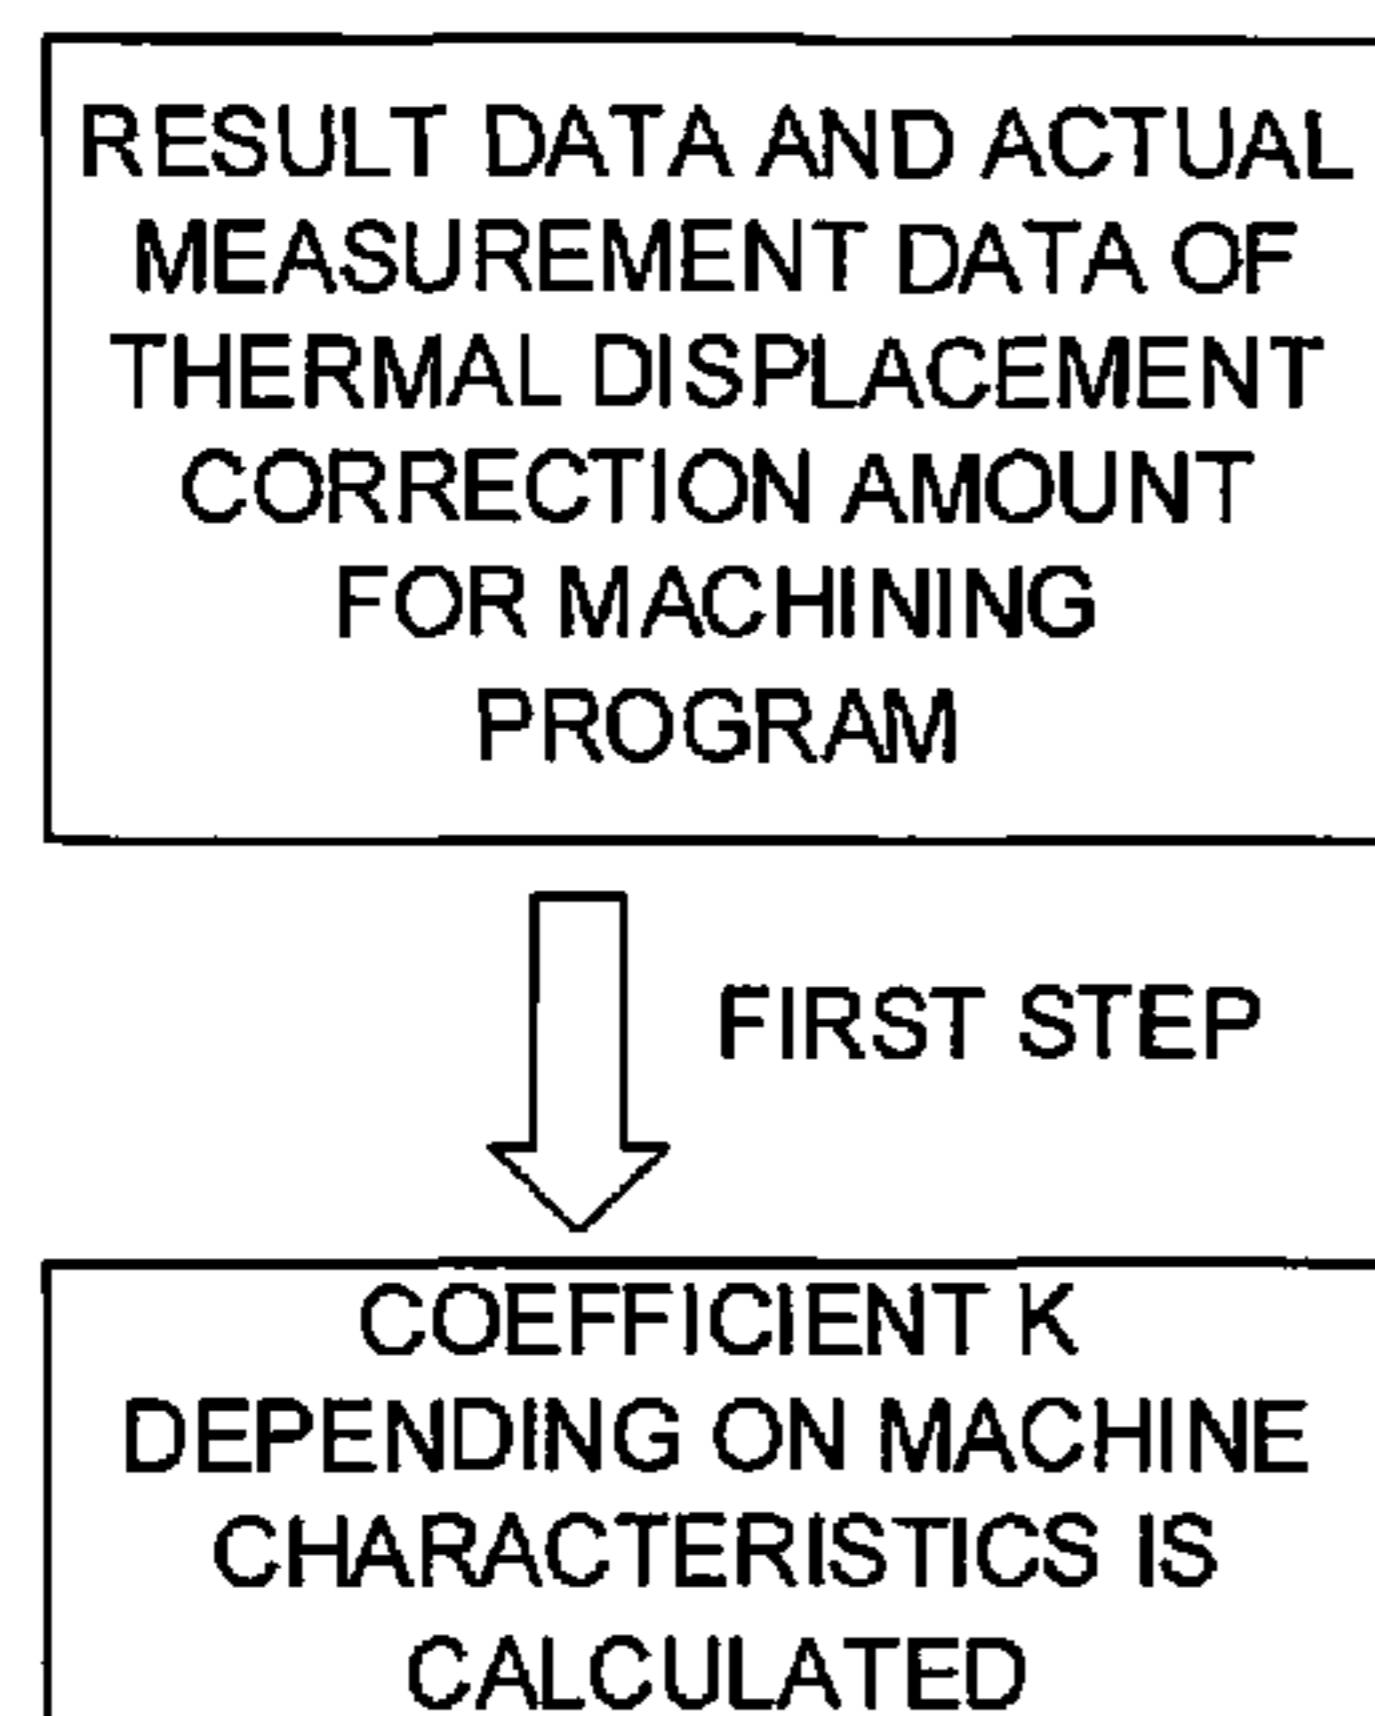 RESULT DATA AND ACTUAL
MEASUREMENT DATA OF
THERMAL DISPLACEMENT
CORRECTION AMOUNT
FOR MACHINING
PROGRAM
FIRST STEP
COEFFICIENT K
DEPENDING ON MACHINE
CHARACTERISTICS IS
CALCULATED